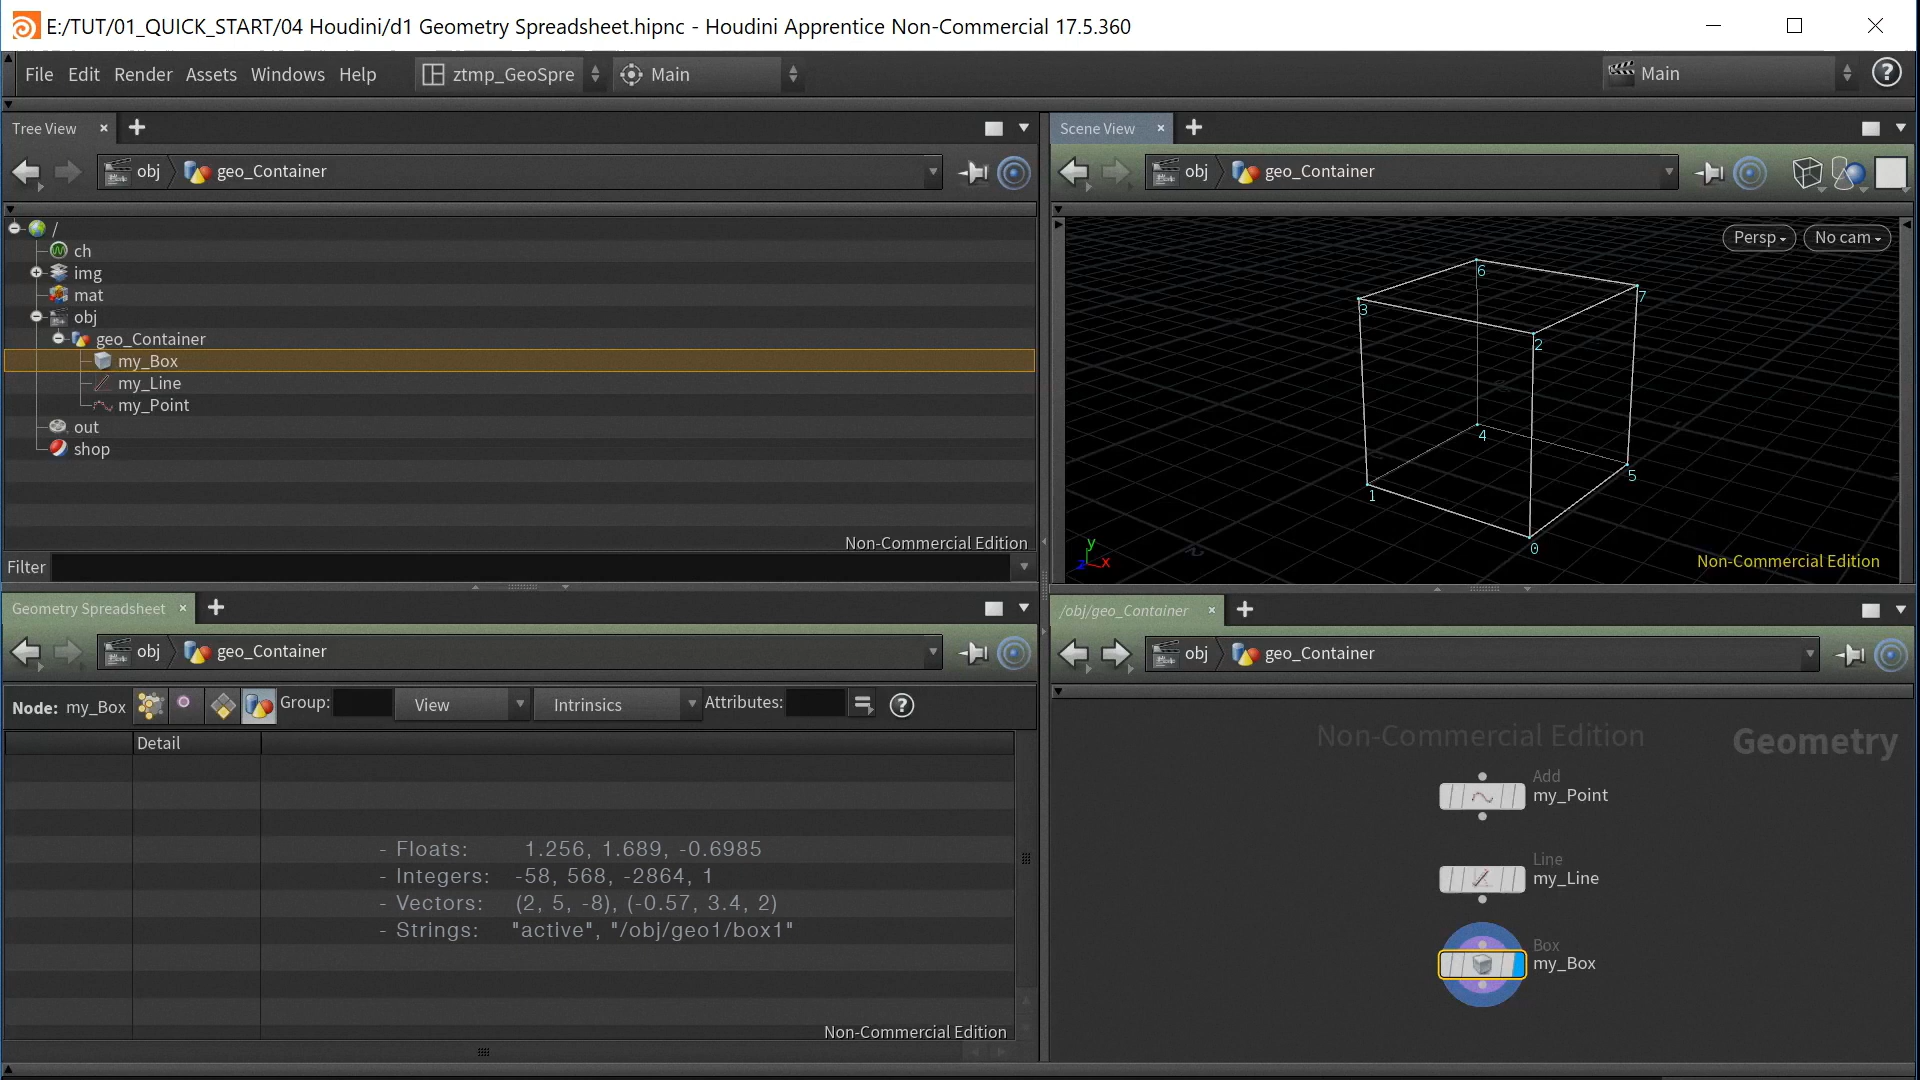 E:/TUT/01_QUICK_START/04 Houdini/d1 Geometry Spreadsheet.hipnc - Houdini Apprentice Non-Commercial 17.5.360
File Edit Render Assets Windows Help ztmp_GeoSpre Main Main
Tree View
obj geo_Container
/
ch
img
mat
obj
geo_Container
my_Box
my_Line
my_Point
out
shop
Non-Commercial Edition
Filter
Scene View
obj geo_Container
Persp No cam
6
7
3
2
4
5
1
0
y
z x
Non-Commercial Edition
Geometry Spreadsheet
obj geo_Container
Node: my_Box Group: View Intrinsics Attributes:
Detail
- Floats: 1.256, 1.689, -0.6985
- Integers: -58, 568, -2864, 1
- Vectors: (2, 5, -8), (-0.57, 3.4, 2)
- Strings: "active", "/obj/geo1/box1"
Non-Commercial Edition
/obj/geo_Container
obj geo_Container
Non-Commercial Edition Geometry
Add
my_Point
Line
my_Line
Box
my_Box